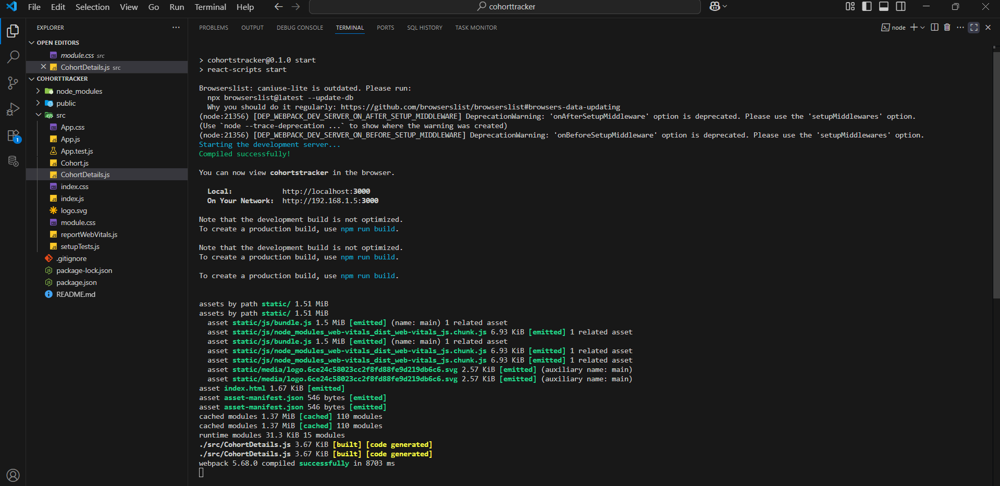 File Edit Selection View Go Run Terminal Help
cohorttracker
EXPLORER
OPEN EDITORS
module.css src
CohortDetails.js src
COHORTTRACKER
node_modules
public
src
App.css
App.js
App.test.js
Cohort.js
CohortDetails.js
index.css
index.js
logo.svg
module.css
reportWebVitals.js
setupTests.js
.gitignore
package-lock.json
package.json
README.md
1
PROBLEMS OUTPUT DEBUG CONSOLE TERMINAL PORTS SQL HISTORY TASK MONITOR
node
> cohortstracker@0.1.0 start
> react-scripts start
Browserslist: caniuse-lite is outdated. Please run:
npx browserslist@latest --update-db
Why you should do it regularly: https://github.com/browserslist/browserslist#browsers-data-updating
(node:21356) [DEP_WEBPACK_DEV_SERVER_ON_AFTER_SETUP_MIDDLEWARE] DeprecationWarning: 'onAfterSetupMiddleware' option is deprecated. Please use the 'setupMiddlewares' option.
(Use `node --trace-deprecation ...` to show where the warning was created)
(node:21356) [DEP_WEBPACK_DEV_SERVER_ON_BEFORE_SETUP_MIDDLEWARE] DeprecationWarning: 'onBeforeSetupMiddleware' option is deprecated. Please use the 'setupMiddlewares' option.
Starting the development server...
Compiled successfully!
You can now view cohortstracker in the browser.
Local: http://localhost:3000
On Your Network: http://192.168.1.5:3000
Note that the development build is not optimized.
To create a production build, use npm run build.
Note that the development build is not optimized.
To create a production build, use npm run build.
To create a production build, use npm run build.
assets by path static/ 1.51 MiB
assets by path static/ 1.51 MiB
asset static/js/bundle.js 1.5 MiB [emitted] (name: main) 1 related asset
asset static/js/node_modules_web-vitals_dist_web-vitals_js.chunk.js 6.93 KiB [emitted] 1 related asset
asset static/js/bundle.js 1.5 MiB [emitted] (name: main) 1 related asset
asset static/js/node_modules_web-vitals_dist_web-vitals_js.chunk.js 6.93 KiB [emitted] 1 related asset
asset static/js/node_modules_web-vitals_dist_web-vitals_js.chunk.js 6.93 KiB [emitted] 1 related asset
asset static/media/logo.6ce24c58023cc2f8fd88fe9d219db6c6.svg 2.57 KiB [emitted] (auxiliary name: main)
asset static/media/logo.6ce24c58023cc2f8fd88fe9d219db6c6.svg 2.57 KiB [emitted] (auxiliary name: main)
asset index.html 1.67 KiB [emitted]
asset asset-manifest.json 546 bytes [emitted]
asset asset-manifest.json 546 bytes [emitted]
cached modules 1.37 MiB [cached] 110 modules
cached modules 1.37 MiB [cached] 110 modules
runtime modules 31.3 KiB 15 modules
./src/CohortDetails.js 3.67 KiB [built] [code generated]
./src/CohortDetails.js 3.67 KiB [built] [code generated]
webpack 5.68.0 compiled successfully in 8703 ms